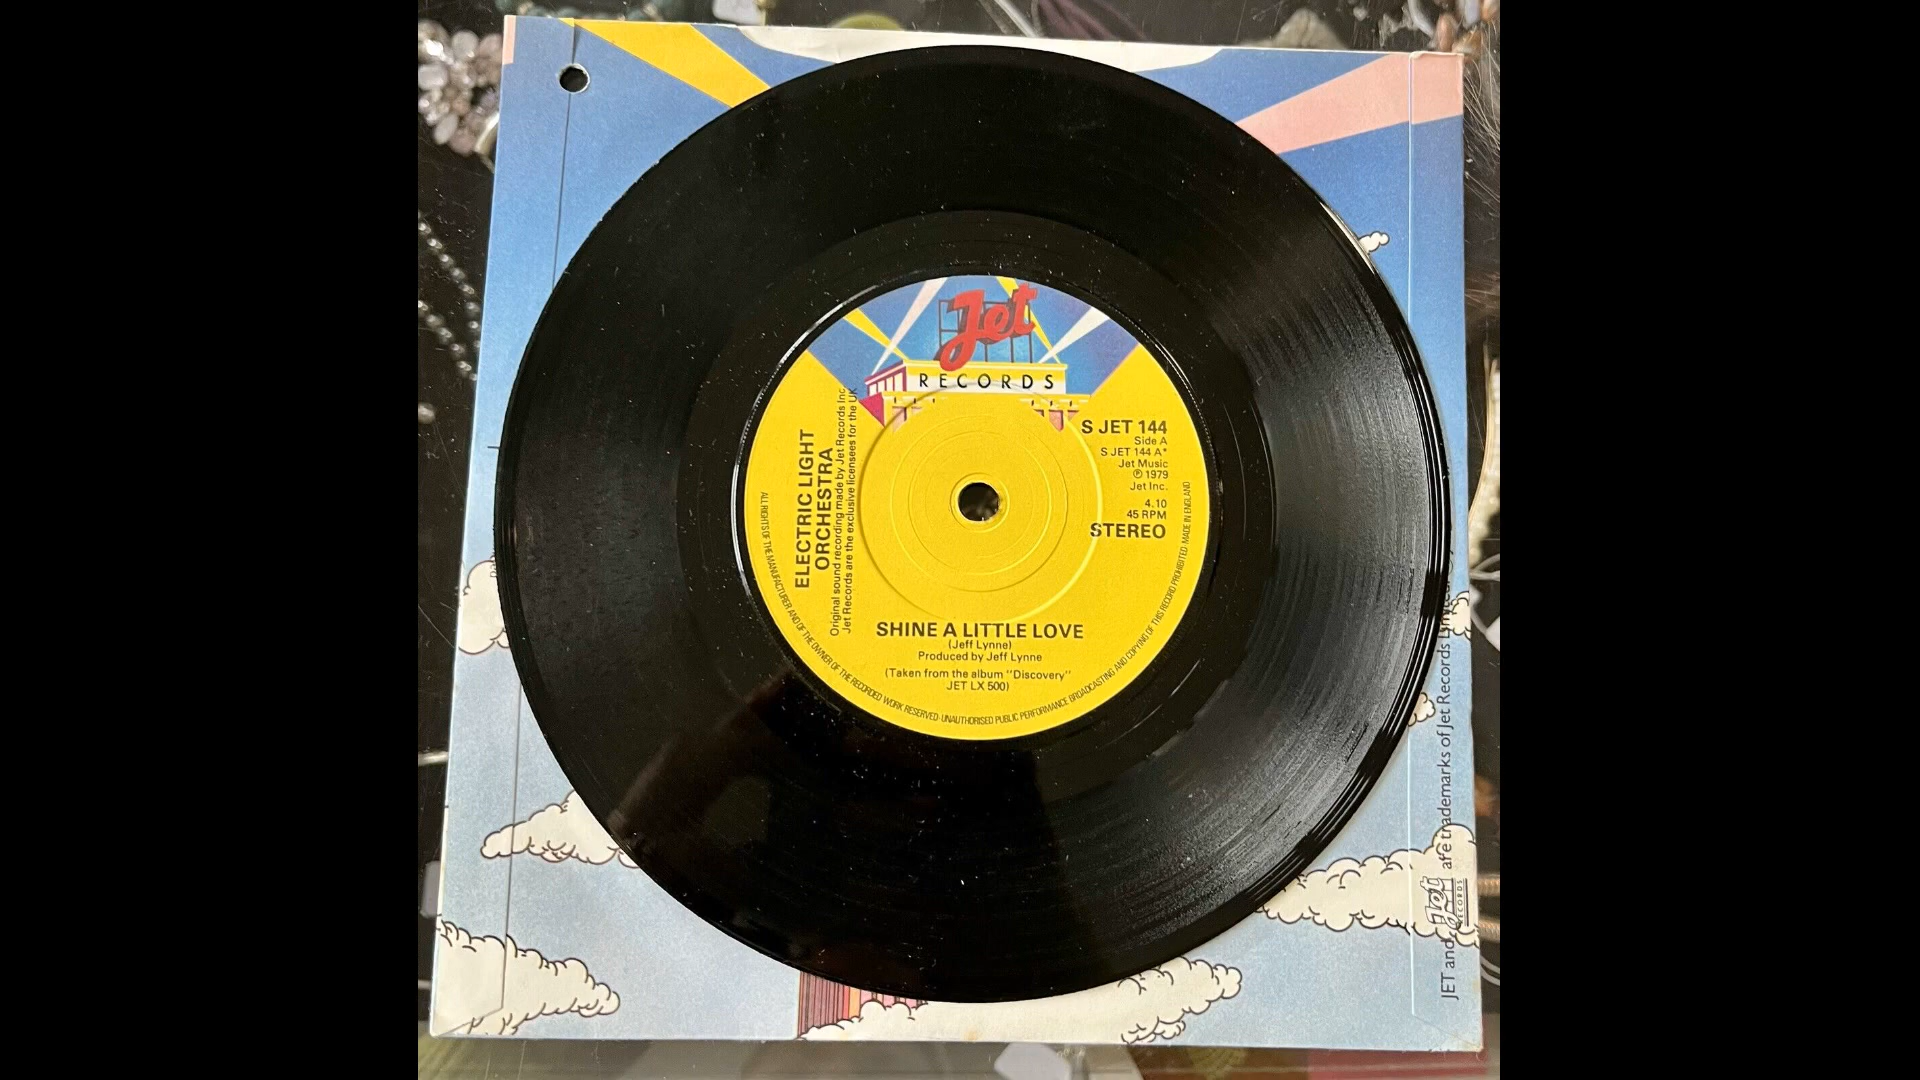 Jet
RECORDS
S JET 144
Side A
S JET 144 A*
Jet Music
℗ 1979
Jet Inc.
4.10
45 RPM
STEREO
ELECTRIC LIGHT
ORCHESTRA
Original sound recording made by Jet Records Inc.
Jet Records are the exclusive licensees for the UK
SHINE A LITTLE LOVE
(Jeff Lynne)
Produced by Jeff Lynne
(Taken from the album "Discovery"
JET LX 500)
ALL RIGHTS OF THE MANUFACTURER AND OF THE OWNER OF THE RECORDED WORK RESERVED · UNAUTHORISED PUBLIC PERFORMANCE BROADCASTING AND COPYING OF THIS RECORD PROHIBITED MADE IN ENGLAND
JET and Jet RECORDS are trademarks of Jet Records Limited